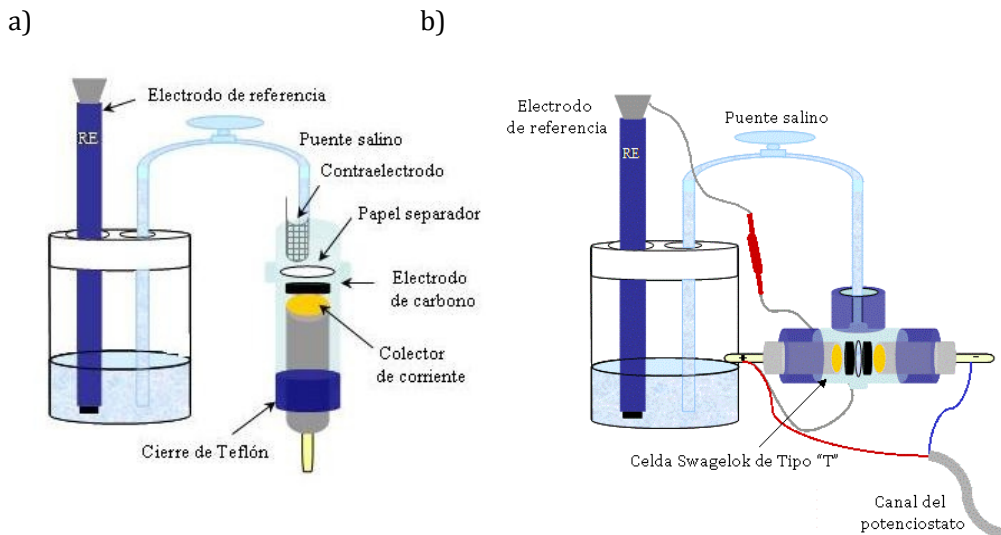 a)
b)
Electrodo de referencia
RE
Puente salino
Contraelectrodo
Papel separador
Electrodo
de carbono
Colector
de corriente
Cierre de Teflón
Electrodo
de referencia
RE
Puente salino
+
–
Celda Swagelok de Tipo “T”
Canal del
potenciostato